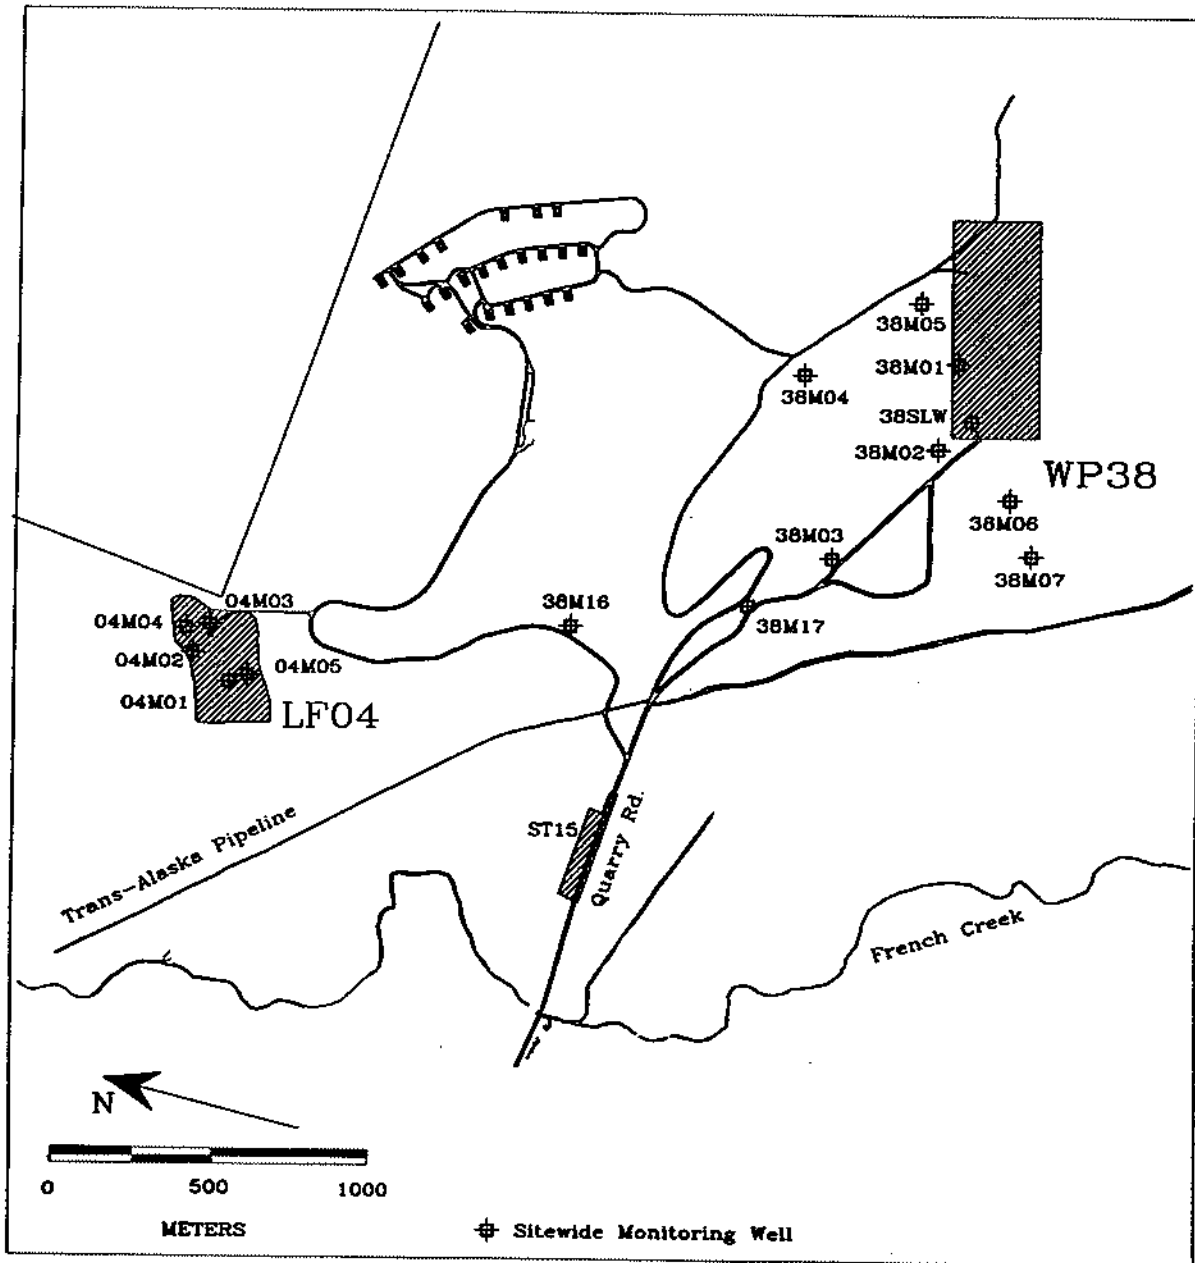 38M05
38M01
38M04
38SLW
38M02
WP38
38M06
38M03
38M07
04M03
38M16
04M04
38M17
04M02
04M05
04M01
LF04
ST15
Quarry Rd.
Trans-Alaska Pipeline
French Creek
N
0 500 1000
METERS
Sitewide Monitoring Well